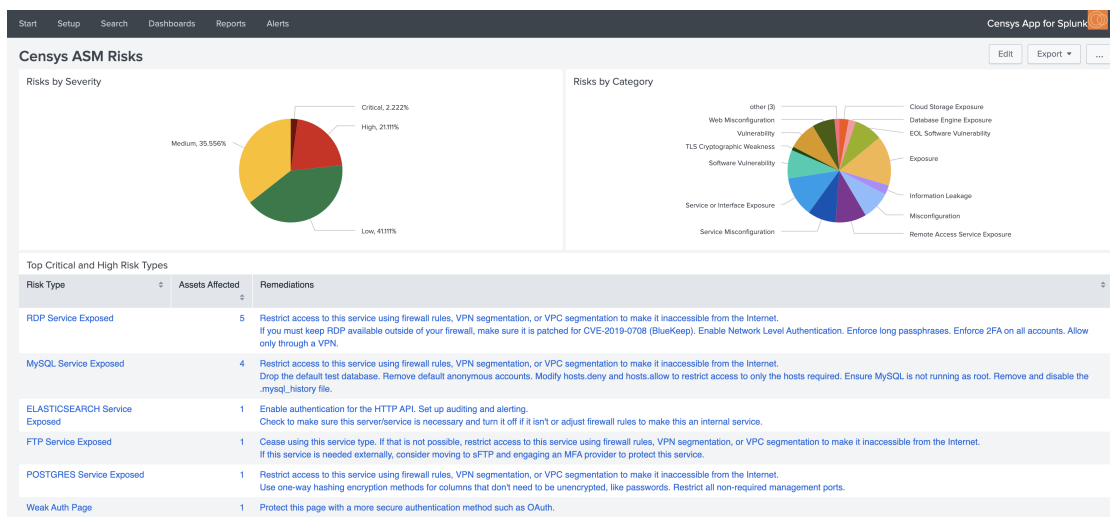 Start Setup Search Dashboards Reports Alerts Censys App for Splunk
Censys ASM Risks Edit Export ...
Risks by Severity
Critical, 2.222%
High, 21.111%
Medium, 35.556%
Low, 41.111%
Risks by Category
other (3)
Web Misconfiguration
Vulnerability
TLS Cryptographic Weakness
Software Vulnerability
Service or Interface Exposure
Service Misconfiguration
Cloud Storage Exposure
Database Engine Exposure
EOL Software Vulnerability
Exposure
Information Leakage
Misconfiguration
Remote Access Service Exposure
Top Critical and High Risk Types
Risk Type Assets Affected Remediations
RDP Service Exposed 5 Restrict access to this service using firewall rules, VPN segmentation, or VPC segmentation to make it inaccessible from the Internet.
If you must keep RDP available outside of your firewall, make sure it is patched for CVE-2019-0708 (BlueKeep). Enable Network Level Authentication. Enforce long passphrases. Enforce 2FA on all accounts. Allow
only through a VPN.
MySQL Service Exposed 4 Restrict access to this service using firewall rules, VPN segmentation, or VPC segmentation to make it inaccessible from the Internet.
Drop the default test database. Remove default anonymous accounts. Modify hosts.deny and hosts.allow to restrict access to only the hosts required. Ensure MySQL is not running as root. Remove and disable the
.mysql_history file.
ELASTICSEARCH Service 1 Enable authentication for the HTTP API. Set up auditing and alerting.
Exposed Check to make sure this server/service is necessary and turn it off if it isn't or adjust firewall rules to make this an internal service.
FTP Service Exposed 1 Cease using this service type. If that is not possible, restrict access to this service using firewall rules, VPN segmentation, or VPC segmentation to make it inaccessible from the Internet.
If this service is needed externally, consider moving to sFTP and engaging an MFA provider to protect this service.
POSTGRES Service Exposed 1 Restrict access to this service using firewall rules, VPN segmentation, or VPC segmentation to make it inaccessible from the Internet.
Use one-way hashing encryption methods for columns that don't need to be unencrypted, like passwords. Restrict all non-required management ports.
Weak Auth Page 1 Protect this page with a more secure authentication method such as OAuth.